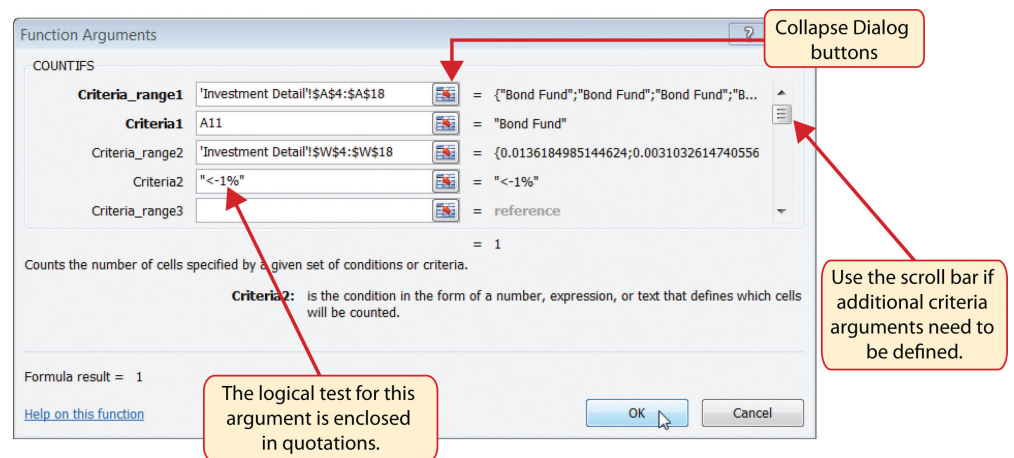 Function Arguments
?
Collapse Dialog
buttons
COUNTIFS
Criteria_range1 'Investment Detail'!$A$4:$A$18 = {"Bond Fund";"Bond Fund";"Bond Fund";"B...
Criteria1 A11 = "Bond Fund"
Criteria_range2 'Investment Detail'!$W$4:$W$18 = {0.0136184985144624;0.0031032614740556
Criteria2 "<-1%" = "<-1%"
Criteria_range3 = reference
= 1
Counts the number of cells specified by a given set of conditions or criteria.
Criteria2: is the condition in the form of a number, expression, or text that defines which cells
will be counted.
Use the scroll bar if
additional criteria
arguments need to
be defined.
Formula result = 1
The logical test for this
argument is enclosed
in quotations.
Help on this function
OK
Cancel